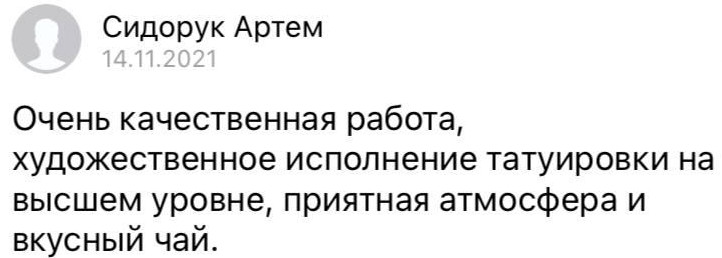 Сидорук Артем
14.11.2021
Очень качественная работа,
художественное исполнение татуировки на
высшем уровне, приятная атмосфера и
вкусный чай.